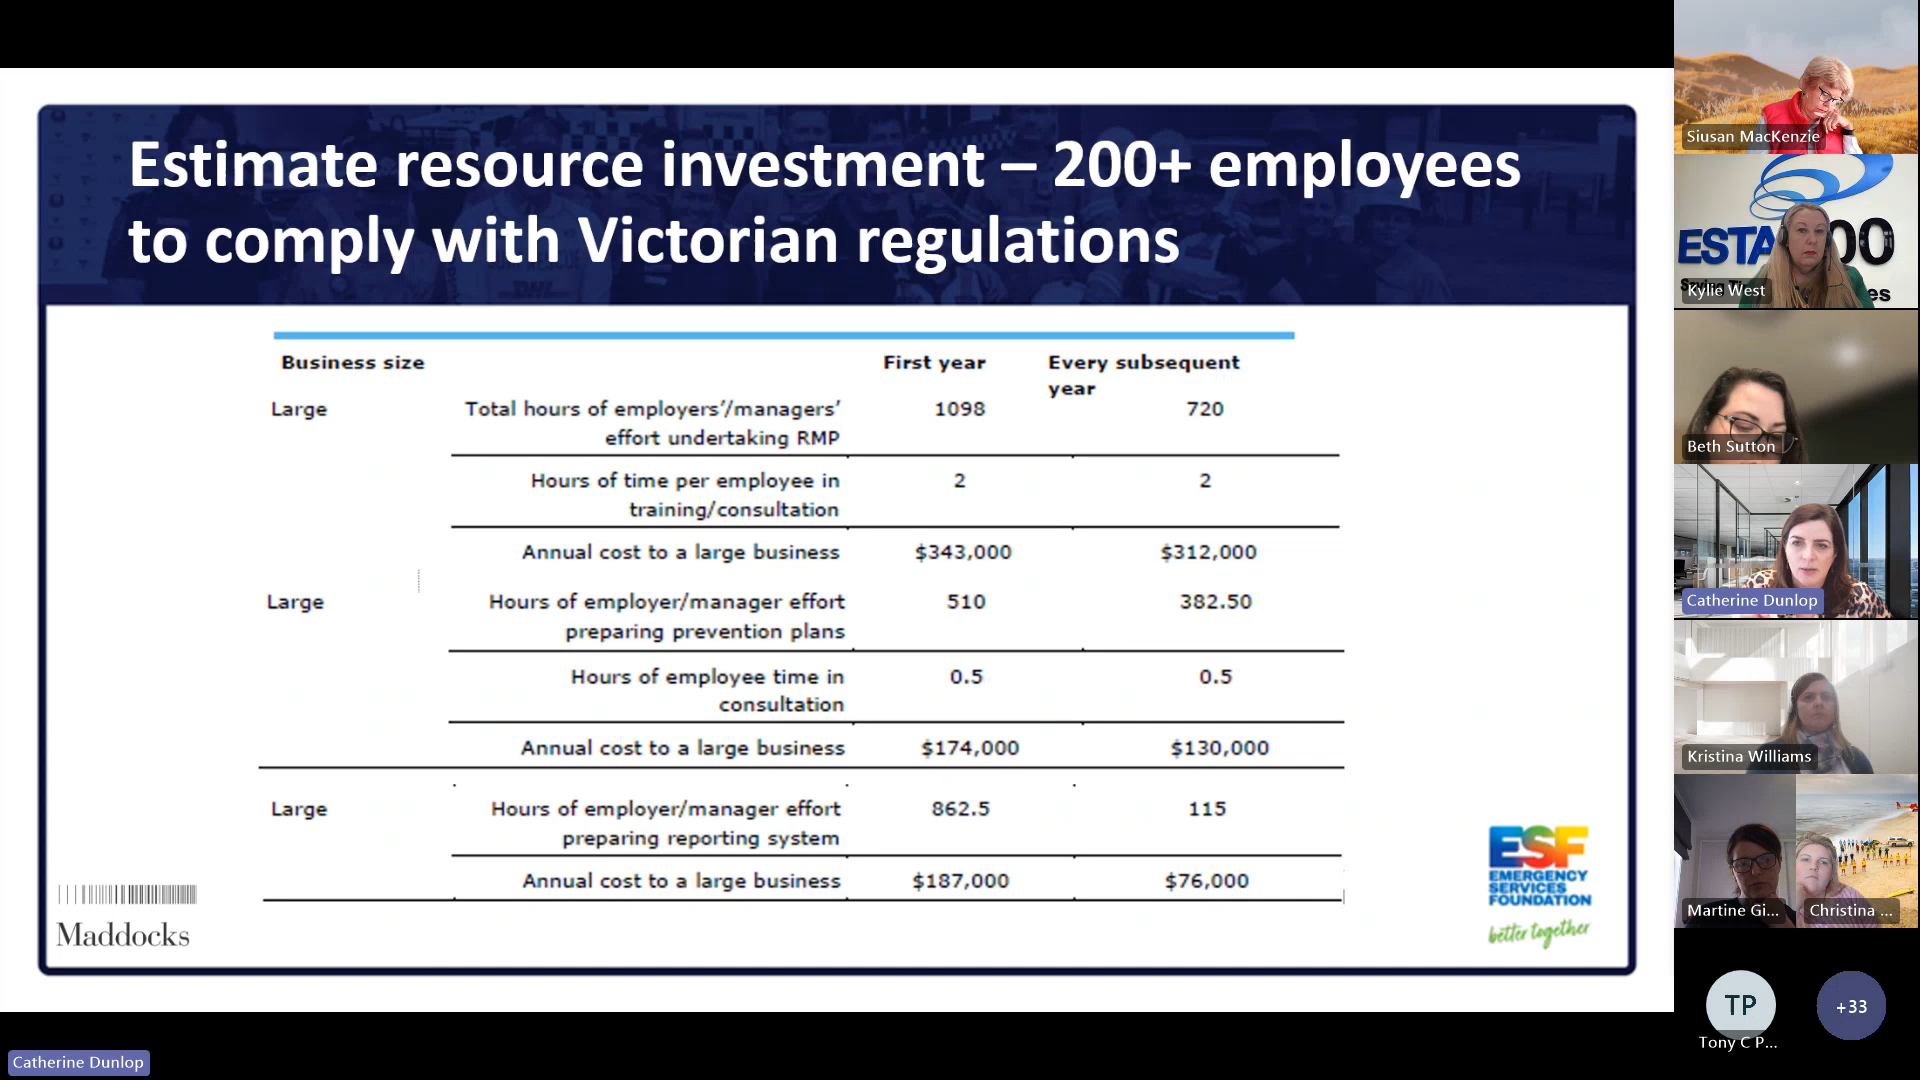 Estimate resource investment – 200+ employees
to comply with Victorian regulations
Business size First year Every subsequent
year
Large Total hours of employers’/managers’ 1098 720
effort undertaking RMP
Hours of time per employee in 2 2
training/consultation
Annual cost to a large business $343,000 $312,000
Large Hours of employer/manager effort 510 382.50
preparing prevention plans
Hours of employee time in 0.5 0.5
consultation
Annual cost to a large business $174,000 $130,000
Large Hours of employer/manager effort 862.5 115
preparing reporting system
Annual cost to a large business $187,000 $76,000
Maddocks
ESF
EMERGENCY
SERVICES
FOUNDATION
better together
Siusan MacKenzie
ESTA 00
es
Kylie West
Beth Sutton
Catherine Dunlop
Kristina Williams
Martine Gi...
Christina ...
TP
+33
Tony C P...
Catherine Dunlop